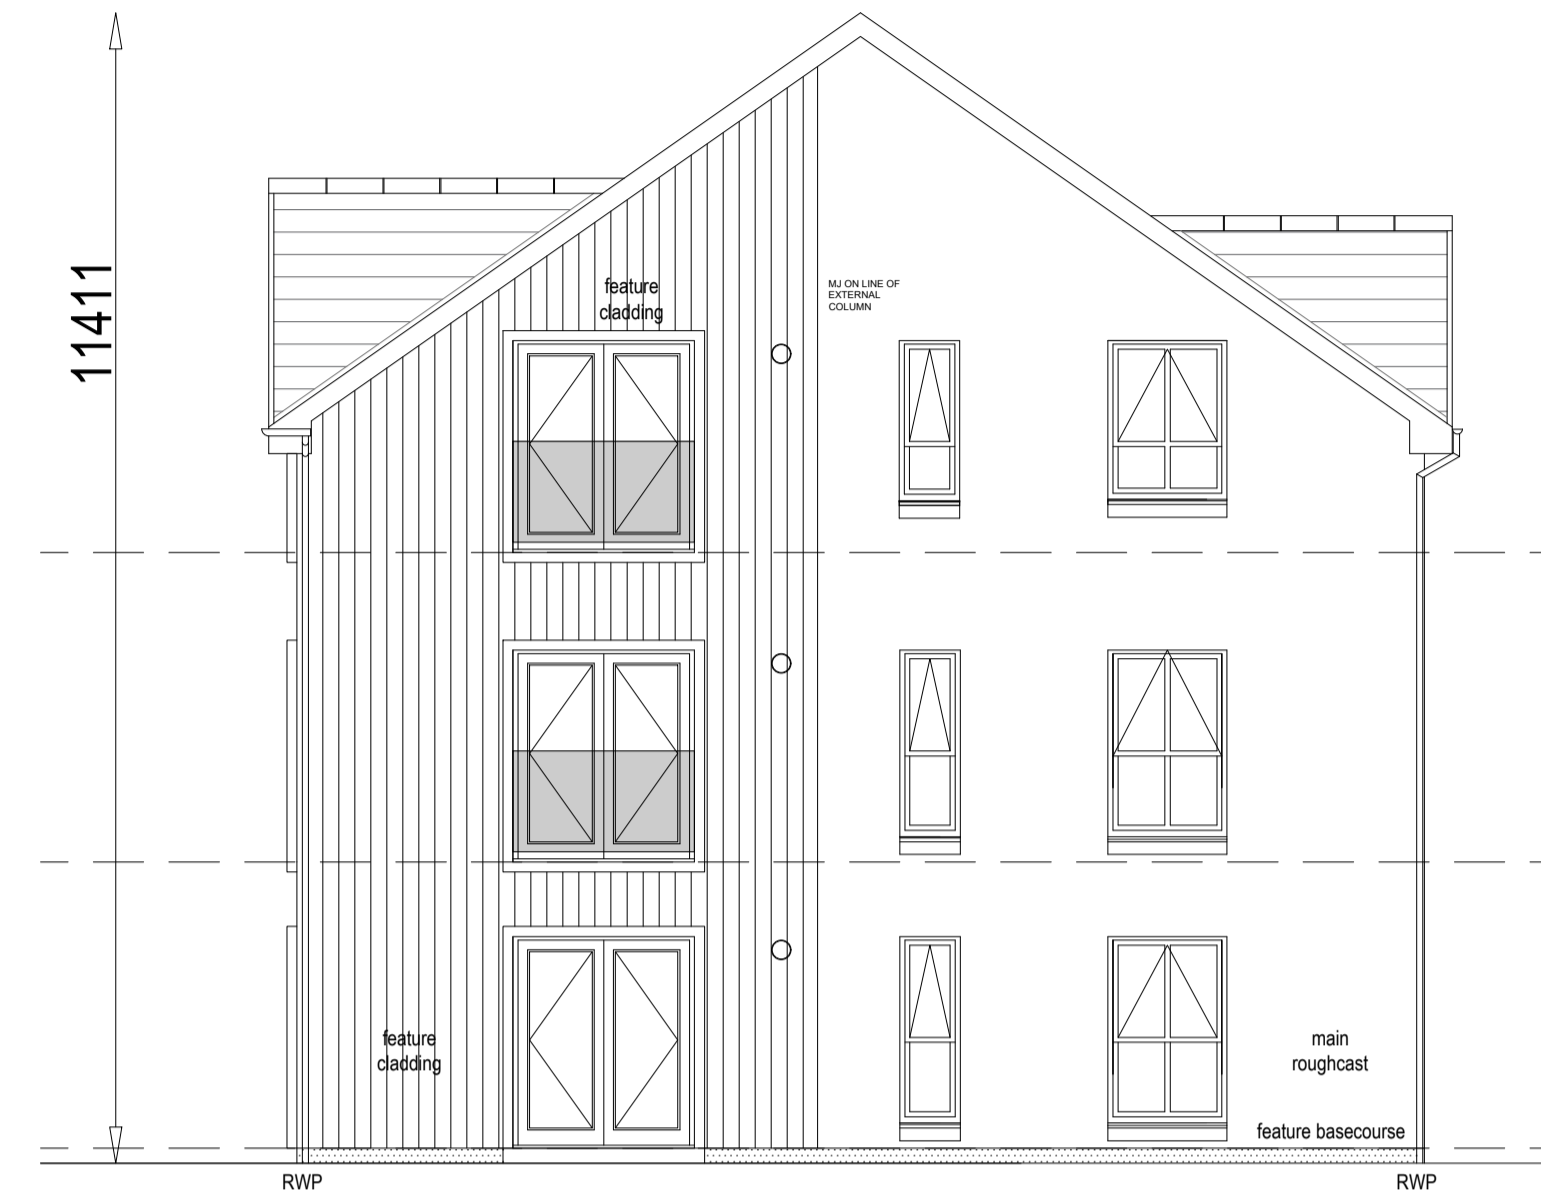 11411
feature
cladding
MJ ON LINE OF
EXTERNAL
COLUMN
feature
cladding
main
roughcast
feature basecourse
RWP
RWP